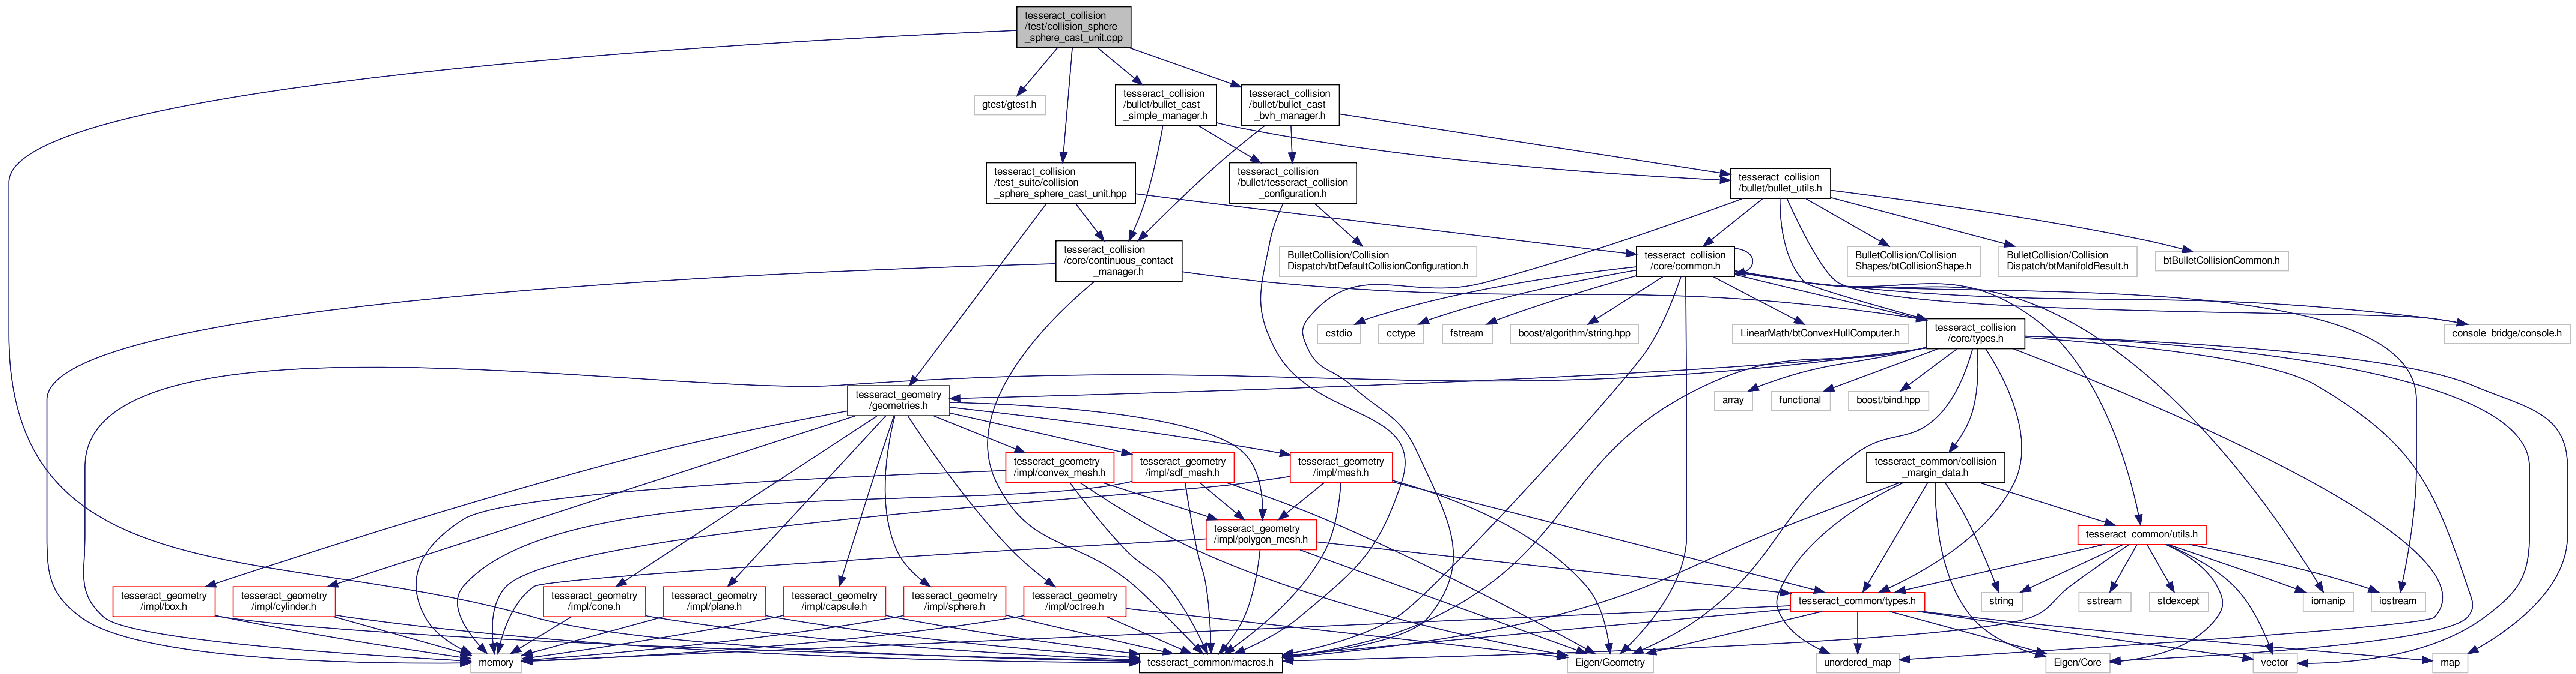 tesseract_collision
/test/collision_sphere
_sphere_cast_unit.cpp
gtest/gtest.h
tesseract_collision
/bullet/bullet_cast
_simple_manager.h
tesseract_collision
/bullet/bullet_cast
_bvh_manager.h
tesseract_collision
/test_suite/collision
_sphere_sphere_cast_unit.hpp
tesseract_collision
/bullet/tesseract_collision
_configuration.h
tesseract_collision
/bullet/bullet_utils.h
tesseract_collision
/core/continuous_contact
_manager.h
BulletCollision/Collision
Dispatch/btDefaultCollisionConfiguration.h
tesseract_collision
/core/common.h
BulletCollision/Collision
Shapes/btCollisionShape.h
BulletCollision/Collision
Dispatch/btManifoldResult.h
btBulletCollisionCommon.h
cstdio
cctype
fstream
boost/algorithm/string.hpp
LinearMath/btConvexHullComputer.h
tesseract_collision
/core/types.h
console_bridge/console.h
tesseract_geometry
/geometries.h
array
functional
boost/bind.hpp
tesseract_geometry
/impl/convex_mesh.h
tesseract_geometry
/impl/sdf_mesh.h
tesseract_geometry
/impl/mesh.h
tesseract_common/collision
_margin_data.h
tesseract_geometry
/impl/polygon_mesh.h
tesseract_common/utils.h
tesseract_geometry
/impl/box.h
tesseract_geometry
/impl/cylinder.h
tesseract_geometry
/impl/cone.h
tesseract_geometry
/impl/plane.h
tesseract_geometry
/impl/capsule.h
tesseract_geometry
/impl/sphere.h
tesseract_geometry
/impl/octree.h
tesseract_common/types.h
string
sstream
stdexcept
iomanip
iostream
memory
tesseract_common/macros.h
Eigen/Geometry
unordered_map
Eigen/Core
vector
map